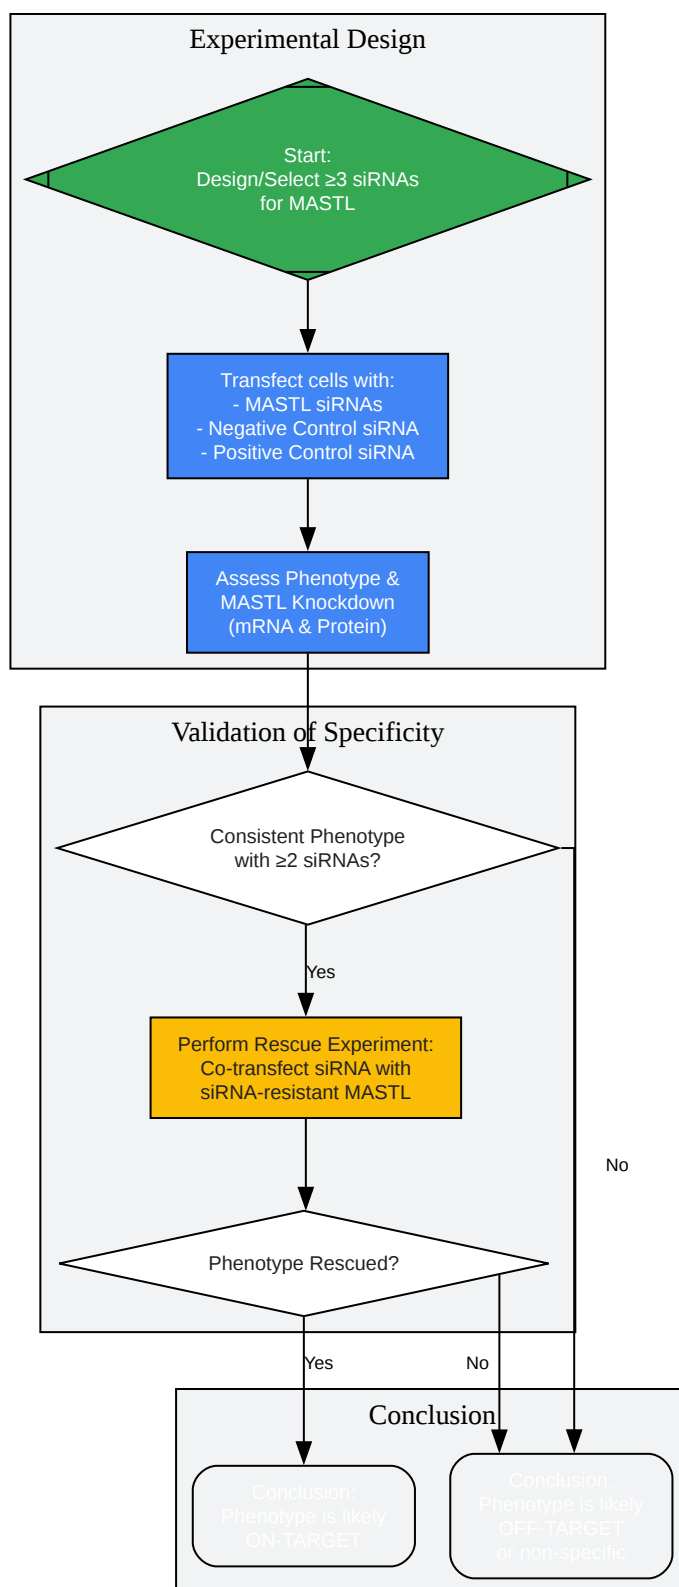 Experimental Design
Start:
Design/Select ≥3 siRNAs
for MASTL
Transfect cells with:
- MASTL siRNAs
- Negative Control siRNA
- Positive Control siRNA
Assess Phenotype &
MASTL Knockdown
(mRNA & Protein)
Validation of Specificity
Consistent Phenotype
with ≥2 siRNAs?
Yes
Perform Rescue Experiment:
Co-transfect siRNA with
siRNA-resistant MASTL
No
Phenotype Rescued?
Yes
No
Conclusion
Conclusion:
Phenotype is likely
ON-TARGET
Conclusion:
Phenotype is likely
OFF-TARGET
or non-specific